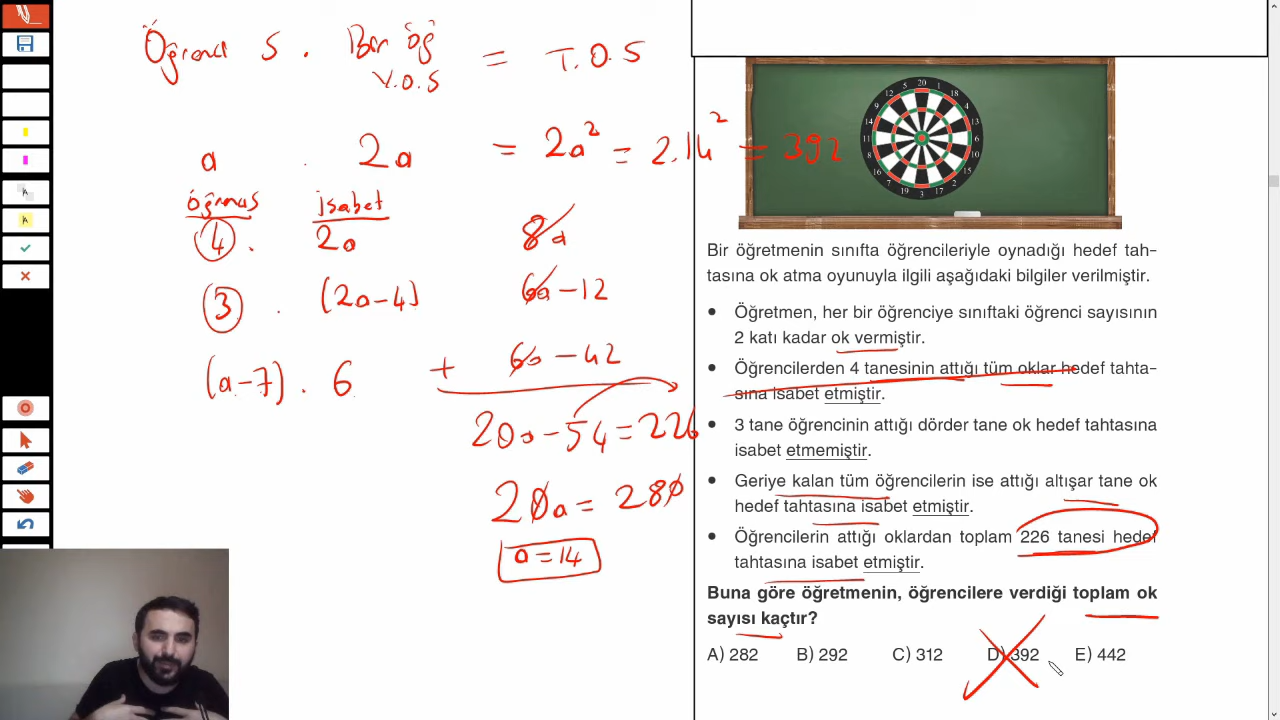 Öğrenci S . Bir öğ = T.O.S
V.O.S
a . 2a = 2a² = 2.14² = 392
öğrenci isabet
4 . 2a 8a
3 . (2a-4) 6a-12
(a-7) . 6 + 6a-42
20a-54=226
20a=280
a=14
Bir öğretmenin sınıfta öğrencileriyle oynadığı hedef tah-
tasına ok atma oyunuyla ilgili aşağıdaki bilgiler verilmiştir.
• Öğretmen, her bir öğrenciye sınıftaki öğrenci sayısının
2 katı kadar ok vermiştir.
• Öğrencilerden 4 tanesinin attığı tüm oklar hedef tahta-
sına isabet etmiştir.
• 3 tane öğrencinin attığı dörder tane ok hedef tahtasına
isabet etmemiştir.
• Geriye kalan tüm öğrencilerin ise attığı altışar tane ok
hedef tahtasına isabet etmiştir.
• Öğrencilerin attığı oklardan toplam 226 tanesi hedef
tahtasına isabet etmiştir.
Buna göre öğretmenin, öğrencilere verdiği toplam ok
sayısı kaçtır?
A) 282 B) 292 C) 312 D) 392 E) 442